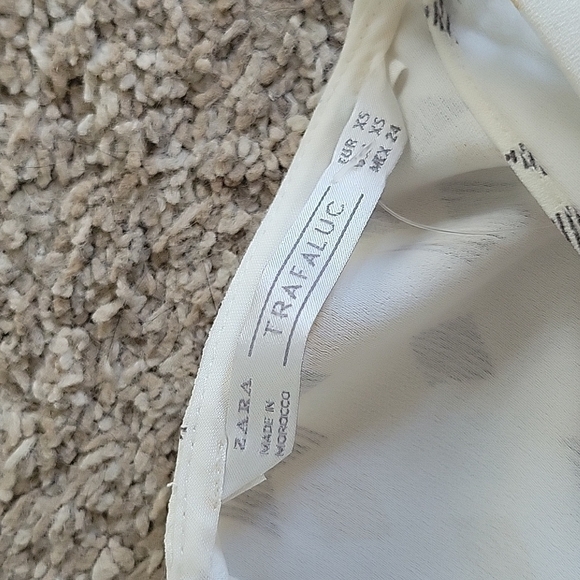 ZARA
MADE IN
MOROCCO
TRAFALUC
EUR XS
XS
MEX 24